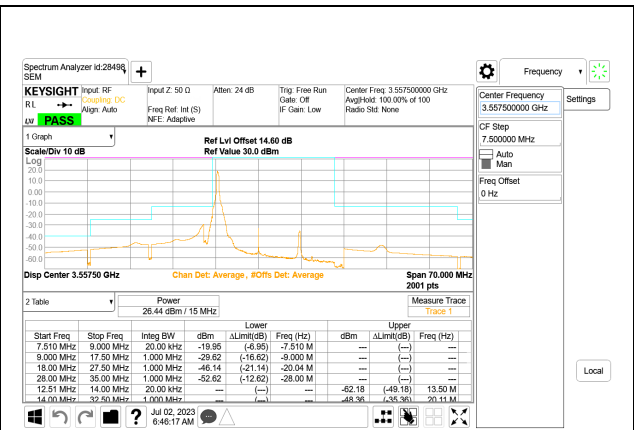 Spectrum Analyzer id:28498
SEM
Frequency
KEYSIGHT
R L
LXI PASS
Input: RF
Coupling: DC
Align: Auto
Input Z: 50 Ω
Freq Ref: Int (S)
NFE: Adaptive
Atten: 24 dB
Trig: Free Run
Gate: Off
IF Gain: Low
Center Freq: 3.557500000 GHz
Avg|Hold: 100.00% of 100
Radio Std: None
Center Frequency
3.557500000 GHz
Settings
CF Step
7.500000 MHz
Auto
Man
Freq Offset
0 Hz
Local
1 Graph
Scale/Div 10 dB
Ref Lvl Offset 14.60 dB
Ref Value 30.0 dBm
Log
20.0
10.0
0.00
-10.0
-20.0
-30.0
-40.0
-50.0
-60.0
Disp Center 3.55750 GHz
Chan Det: Average, #Offs Det: Average
Span 70.000 MHz
2001 pts
2 Table
Power
26.44 dBm / 15 MHz
Measure Trace
Trace 1
Lower Upper
Start Freq Stop Freq Integ BW dBm ΔLimit(dB) Freq (Hz) dBm ΔLimit(dB) Freq (Hz)
7.510 MHz 9.000 MHz 20.00 kHz -19.95 (-6.95) -7.510 M --- (---) ---
9.000 MHz 17.50 MHz 1.000 MHz -29.62 (-16.62) -9.000 M --- (---) ---
18.00 MHz 27.50 MHz 1.000 MHz -46.14 (-21.14) -20.04 M --- (---) ---
28.00 MHz 35.00 MHz 1.000 MHz -52.62 (-12.62) -28.00 M --- (---) ---
12.51 MHz 14.00 MHz 20.00 kHz --- (---) --- -62.18 (-49.18) 13.50 M
14.00 MHz 32.50 MHz 1.000 MHz --- (---) --- -48.36 (-35.36) 20.11 M
?
Jul 02, 2023
6:46:17 AM